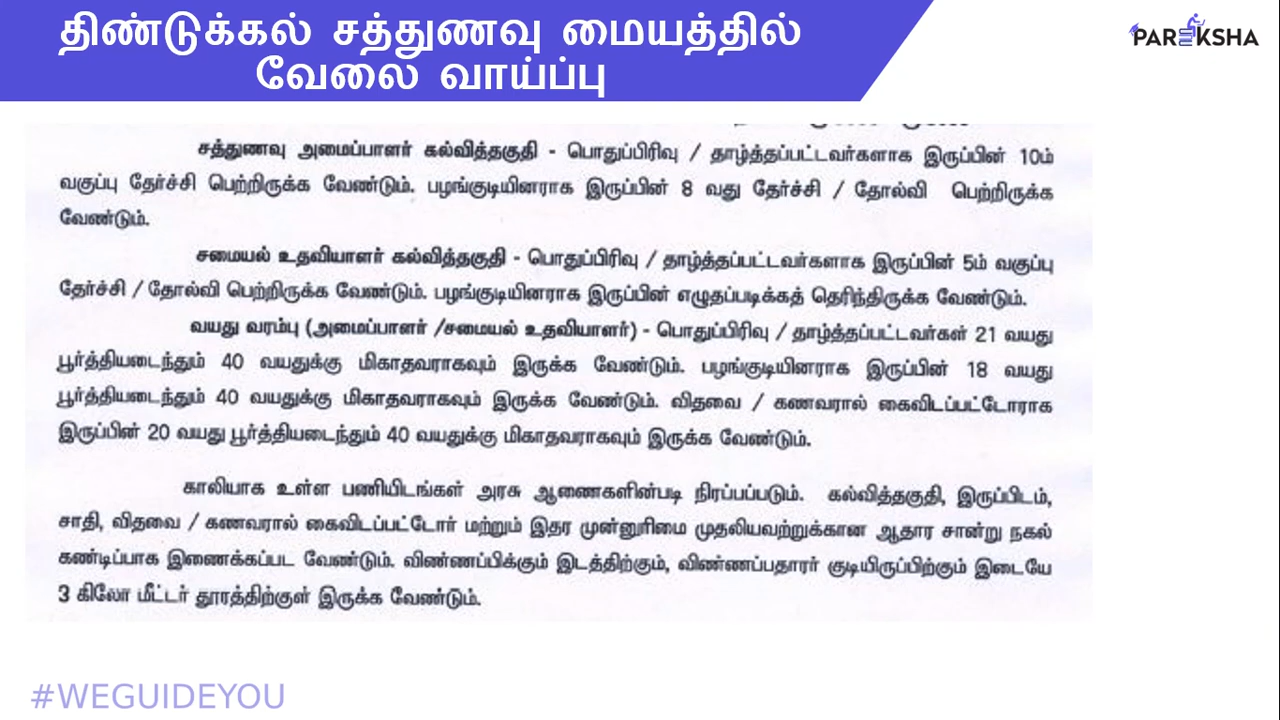 திண்டுக்கல் சத்துணவு மையத்தில்
வேலை வாய்ப்பு
PAREKSHA
சத்துணவு அமைப்பாளர் கல்வித்தகுதி - பொதுப்பிரிவு / தாழ்த்தப்பட்டவர்களாக இருப்பின் 10ம்
வகுப்பு தேர்ச்சி பெற்றிருக்க வேண்டும். பழங்குடியினராக இருப்பின் 8 வது தேர்ச்சி / தோல்வி பெற்றிருக்க
வேண்டும்.
சமையல் உதவியாளர் கல்வித்தகுதி - பொதுப்பிரிவு / தாழ்த்தப்பட்டவர்களாக இருப்பின் 5ம் வகுப்பு
தேர்ச்சி / தோல்வி பெற்றிருக்க வேண்டும். பழங்குடியினராக இருப்பின் எழுதப்படிக்கத் தெரிந்திருக்க வேண்டும்.
வயது வரம்பு (அமைப்பாளர் /சமையல் உதவியாளர்) - பொதுப்பிரிவு / தாழ்த்தப்பட்டவர்கள் 21 வயது
பூர்த்தியடைந்தும் 40 வயதுக்கு மிகாதவராகவும் இருக்க வேண்டும். பழங்குடியினராக இருப்பின் 18 வயது
பூர்த்தியடைந்தும் 40 வயதுக்கு மிகாதவராகவும் இருக்க வேண்டும். விதவை / கணவரால் கைவிடப்பட்டோராக
இருப்பின் 20 வயது பூர்த்தியடைந்தும் 40 வயதுக்கு மிகாதவராகவும் இருக்க வேண்டும்.
காலியாக உள்ள பணியிடங்கள் அரசு ஆணைகளின்படி நிரப்பப்படும். கல்வித்தகுதி, இருப்பிடம்,
சாதி, விதவை / கணவரால் கைவிடப்பட்டோர் மற்றும் இதர முன்னுரிமை முதலியவற்றுக்கான ஆதார சான்று நகல்
கண்டிப்பாக இணைக்கப்பட வேண்டும். விண்ணப்பிக்கும் இடத்திற்கும், விண்ணப்பதாரர் குடியிருப்பிற்கும் இடையே
3 கிலோ மீட்டர் தூரத்திற்குள் இருக்க வேண்டும்.
#WEGUIDEYOU